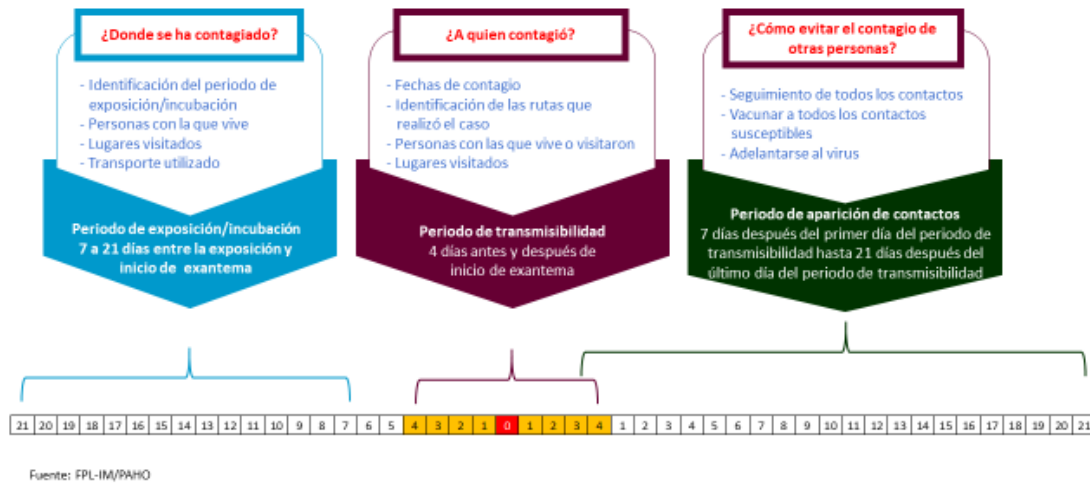 ¿Donde se ha contagiado?
- Identificación del periodo de
exposición/incubación
- Personas con la que vive
- Lugares visitados
- Transporte utilizado
Periodo de exposición/incubación
7 a 21 días entre la exposición y
inicio de exantema
¿A quien contagió?
- Fechas de contagio
- Identificación de las rutas que
realizó el caso
- Personas con las que vive o visitaron
- Lugares visitados
Periodo de transmisibilidad
4 días antes y después de
inicio de exantema
¿Cómo evitar el contagio de
otras personas?
- Seguimiento de todos los contactos
- Vacunar a todos los contactos
susceptibles
- Adelantarse al virus
Periodo de aparición de contactos
7 días después del primer día del periodo de
transmisibilidad hasta 21 días después del
último día del periodo de transmisibilidad
21 20 19 18 17 16 15 14 13 12 11 10 9 8 7 6 5 4 3 2 1 0 1 2 3 4 1 2 3 4 5 6 7 8 9 10 11 12 13 14 15 16 17 18 19 20 21
Fuente: FPL-IM/PAHO